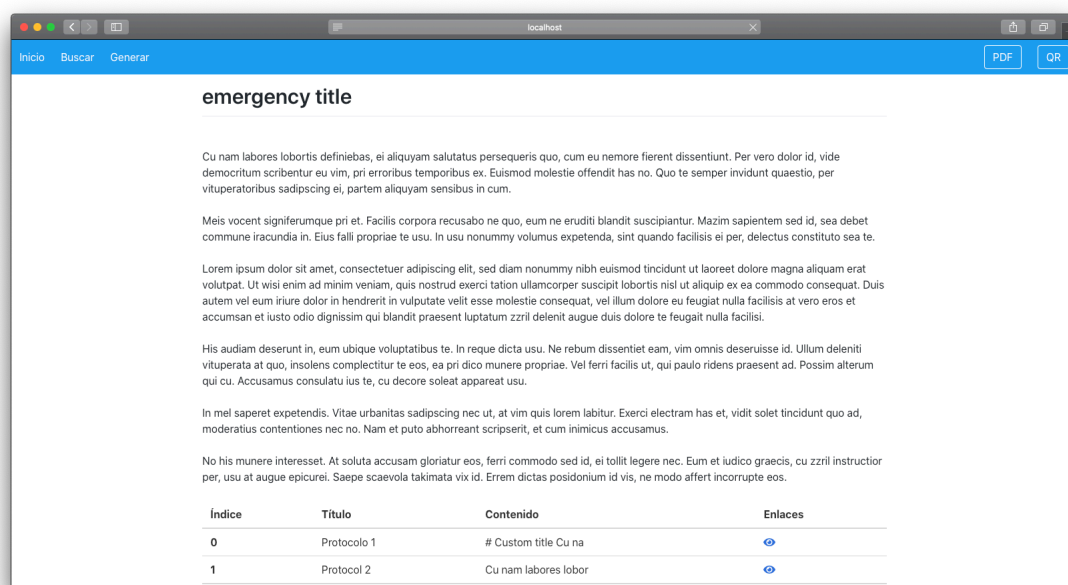 localhost
Inicio Buscar Generar PDF QR
emergency title
Cu nam labores lobortis definiebas, ei aliquyam salutatus persequeris quo, cum eu nemore fierent dissentiunt. Per vero dolor id, vide
democritum scribentur eu vim, pri erroribus temporibus ex. Euismod molestie offendit has no. Quo te semper invidunt quaestio, per
vituperatoribus sadipscing ei, partem aliquyam sensibus in cum.
Meis vocent signiferumque pri et. Facilis corpora recusabo ne quo, eum ne eruditi blandit suscipiantur. Mazim sapientem sed id, sea debet
commune iracundia in. Eius falli propriae te usu. In usu nonummy volumus expetenda, sint quando facilisis ei per, delectus constituto sea te.
Lorem ipsum dolor sit amet, consectetuer adipiscing elit, sed diam nonummy nibh euismod tincidunt ut laoreet dolore magna aliquam erat
volutpat. Ut wisi enim ad minim veniam, quis nostrud exerci tation ullamcorper suscipit lobortis nisl ut aliquip ex ea commodo consequat. Duis
autem vel eum iriure dolor in hendrerit in vulputate velit esse molestie consequat, vel illum dolore eu feugiat nulla facilisis at vero eros et
accumsan et iusto odio dignissim qui blandit praesent luptatum zzril delenit augue duis dolore te feugait nulla facilisi.
His audiam deserunt in, eum ubique voluptatibus te. In reque dicta usu. Ne rebum dissentiet eam, vim omnis deseruisse id. Ullum deleniti
vituperata at quo, insolens complectitur te eos, ea pri dico munere propriae. Vel ferri facilis ut, qui paulo ridens praesent ad. Possim alterum
qui cu. Accusamus consulatu ius te, cu decore soleat appareat usu.
In mel saperet expetendis. Vitae urbanitas sadipscing nec ut, at vim quis lorem labitur. Exerci electram has et, vidit solet tincidunt quo ad,
moderatius contentiones nec no. Nam et puto abhorreant scripserit, et cum inimicus accusamus.
No his munere interesset. At soluta accusam gloriatur eos, ferri commodo sed id, ei tollit legere nec. Eum et iudico graecis, cu zzril instructior
per, usu at augue epicurei. Saepe scaevola takimata vix id. Errem dictas posidonium id vis, ne modo affert incorrupte eos.
Índice Título Contenido Enlaces
0 Protocolo 1 # Custom title Cu na
1 Protocol 2 Cu nam labores lobor